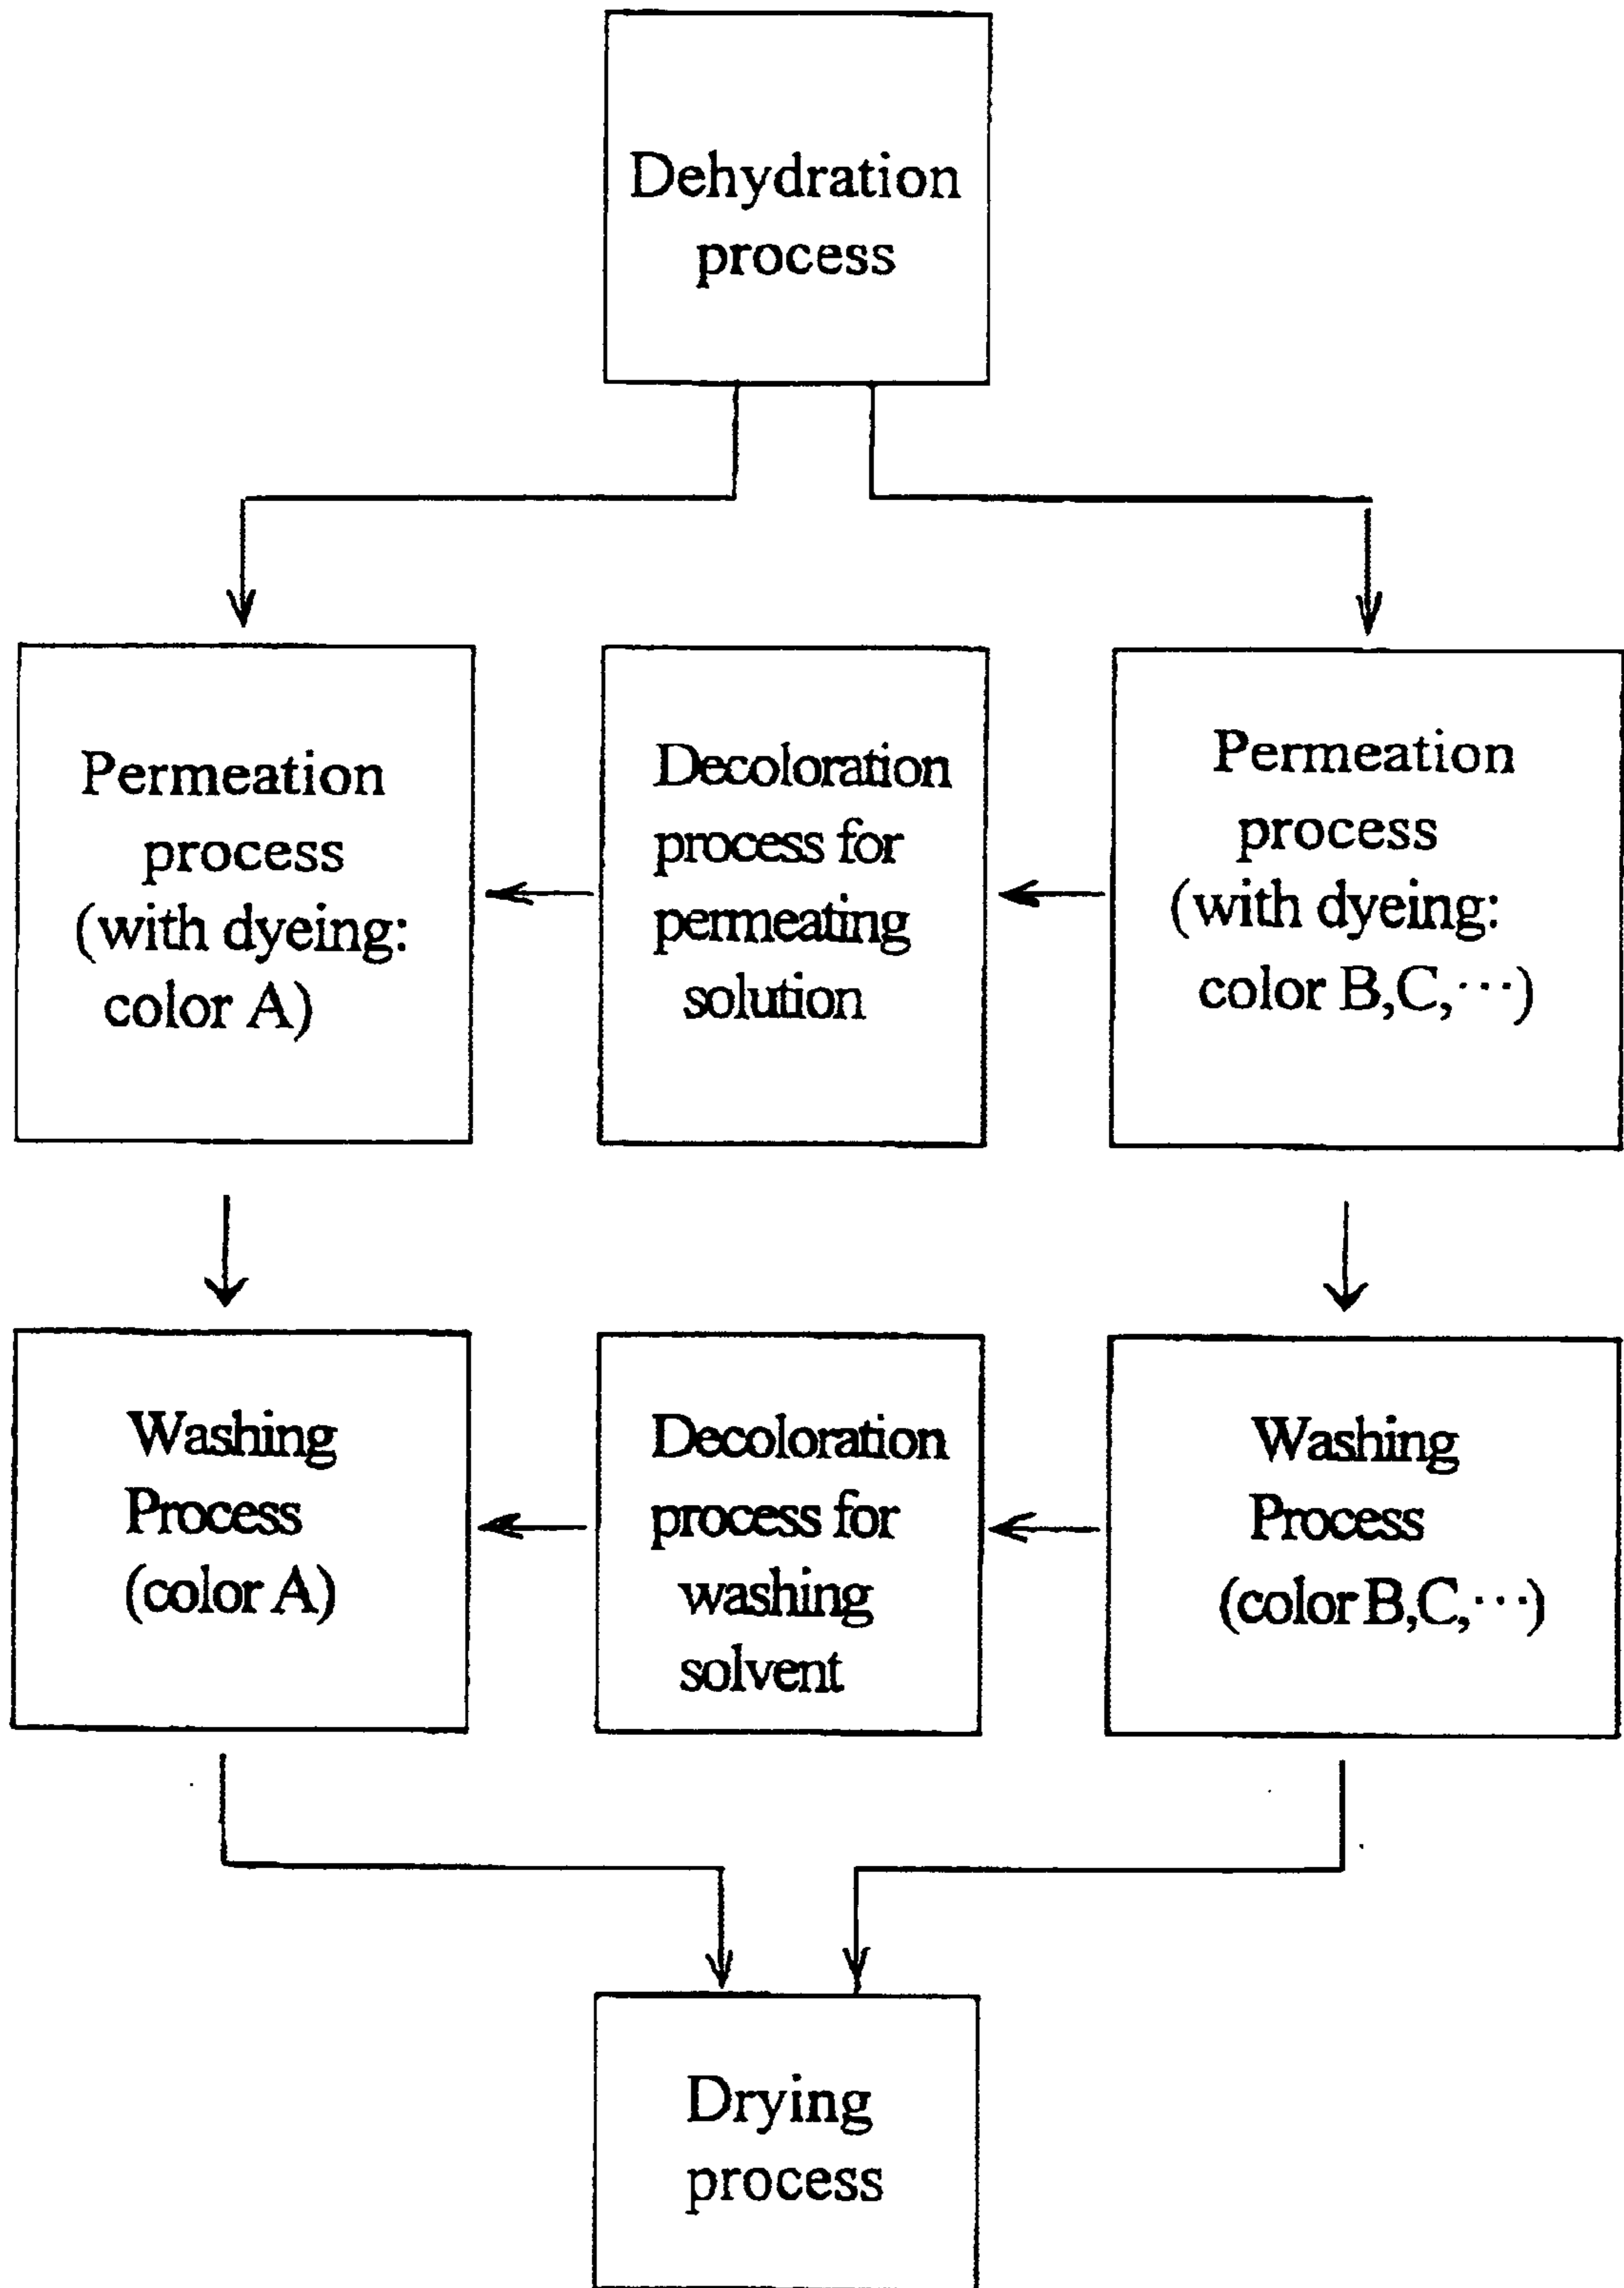 Dehydration
process
Permeation
process
(with dyeing:
color A)
Decoloration
process for
permeating
solution
Permeation
process
(with dyeing:
color B,C,···)
Washing
Process
(color A)
Decoloration
process for
washing
solvent
Washing
Process
(color B,C,···)
Drying
process